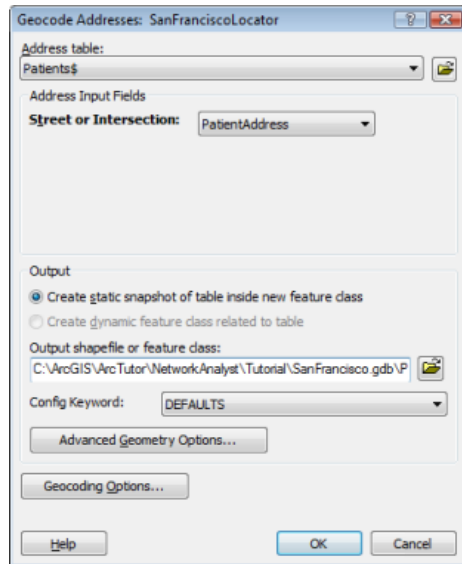 Geocode Addresses: SanFranciscoLocator
Address table:
Patients$
Address Input Fields
Street or Intersection: PatientAddress
Output
Create static snapshot of table inside new feature class
Create dynamic feature class related to table
Output shapefile or feature class:
C:\ArcGIS\ArcTutor\NetworkAnalyst\Tutorial\SanFrancisco.gdb\P
Config Keyword: DEFAULTS
Advanced Geometry Options...
Geocoding Options...
Help OK Cancel